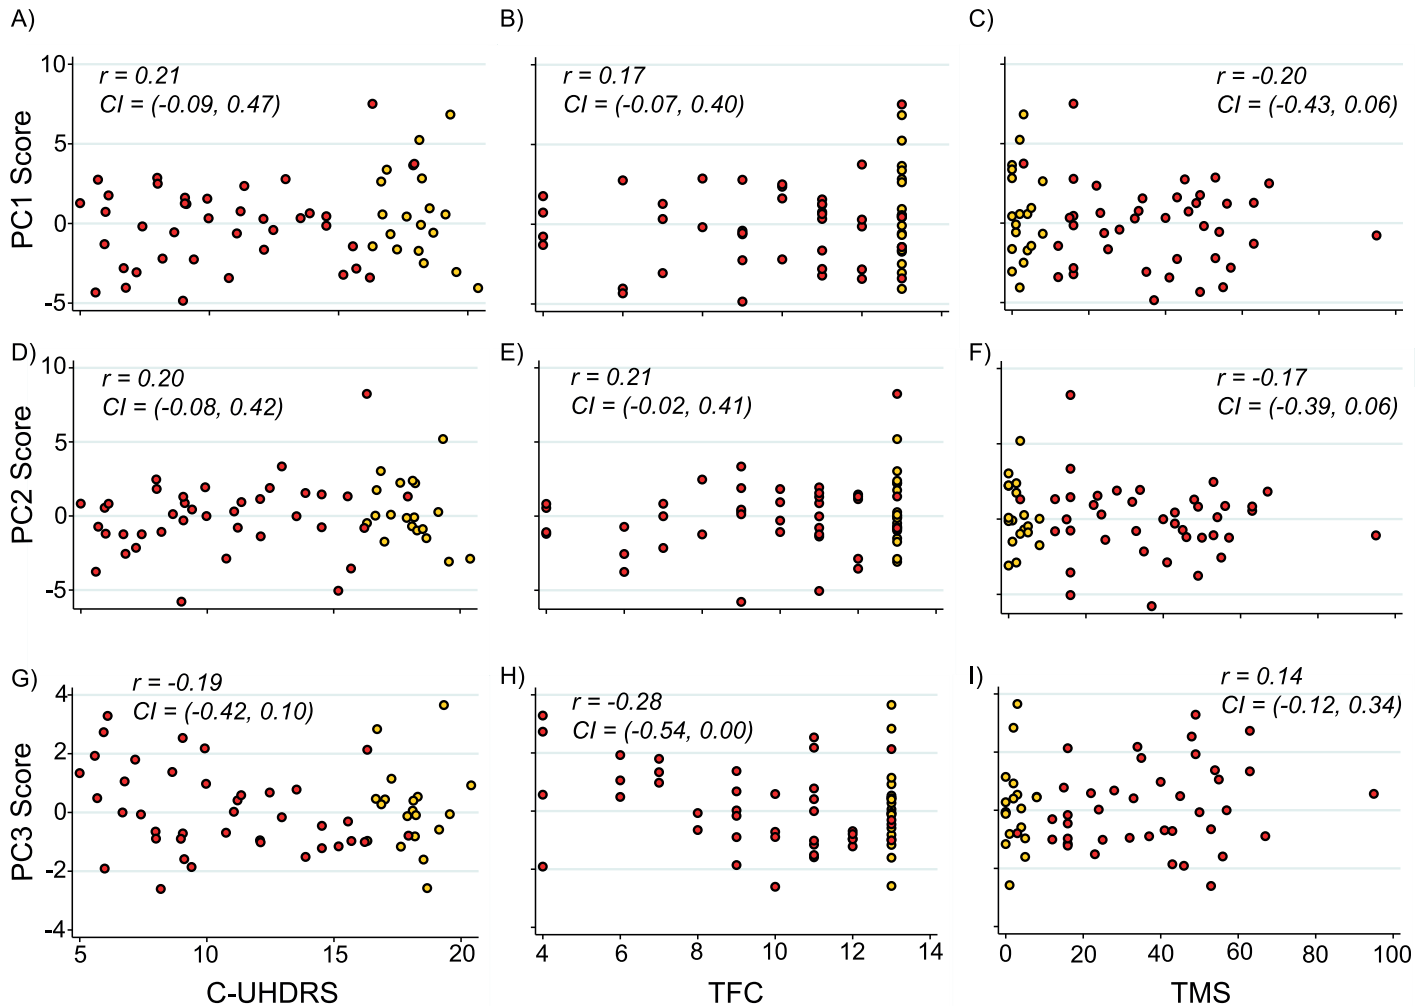 A)
B)
C)
r = 0.21
CI = (-0.09, 0.47)
r = 0.17
CI = (-0.07, 0.40)
r = -0.20
CI = (-0.43, 0.06)
PC1 Score
10
5
0
-5
D)
E)
F)
r = 0.20
CI = (-0.08, 0.42)
r = 0.21
CI = (-0.02, 0.41)
r = -0.17
CI = (-0.39, 0.06)
PC2 Score
10
5
0
-5
G)
H)
I)
r = -0.19
CI = (-0.42, 0.10)
r = -0.28
CI = (-0.54, 0.00)
r = 0.14
CI = (-0.12, 0.34)
PC3 Score
4
2
0
-2
-4
5 10 15 20
4 6 8 10 12 14
0 20 40 60 80 100
C-UHDRS
TFC
TMS